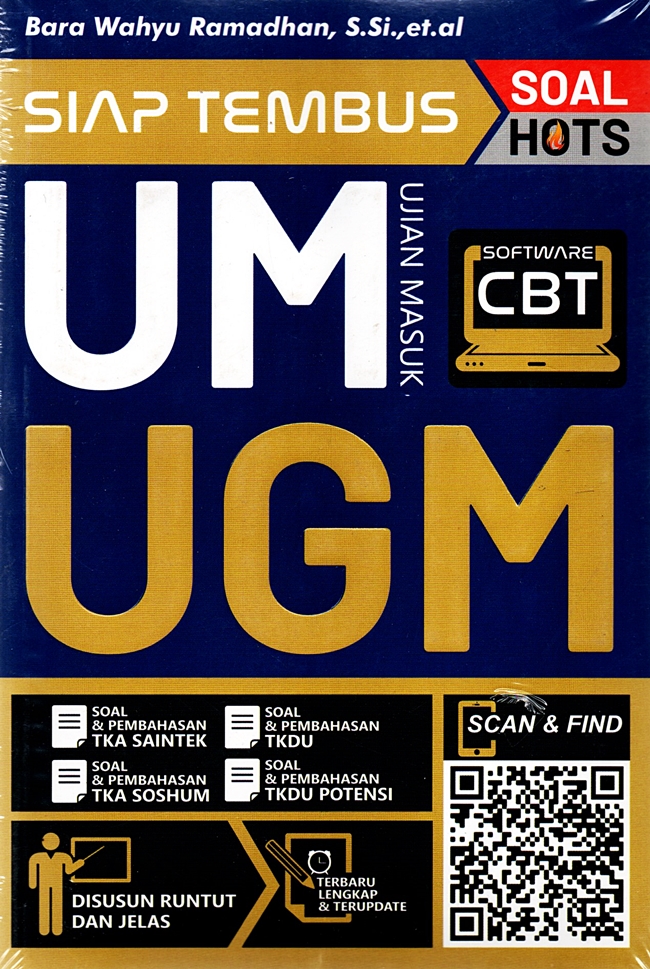 Bara Wahyu Ramadhan, S.Si.,et.al
SIAP TEMBUS
SOAL
HOTS
UM
UJIAN MASUK
SOFTWARE
CBT
UGM
SOAL
& PEMBAHASAN
TKA SAINTEK
SOAL
& PEMBAHASAN
TKDU
SOAL
& PEMBAHASAN
TKA SOSHUM
SOAL
& PEMBAHASAN
TKDU POTENSI
SCAN & FIND
DISUSUN RUNTUT
DAN JELAS
TERBARU
LENGKAP
& TERUPDATE